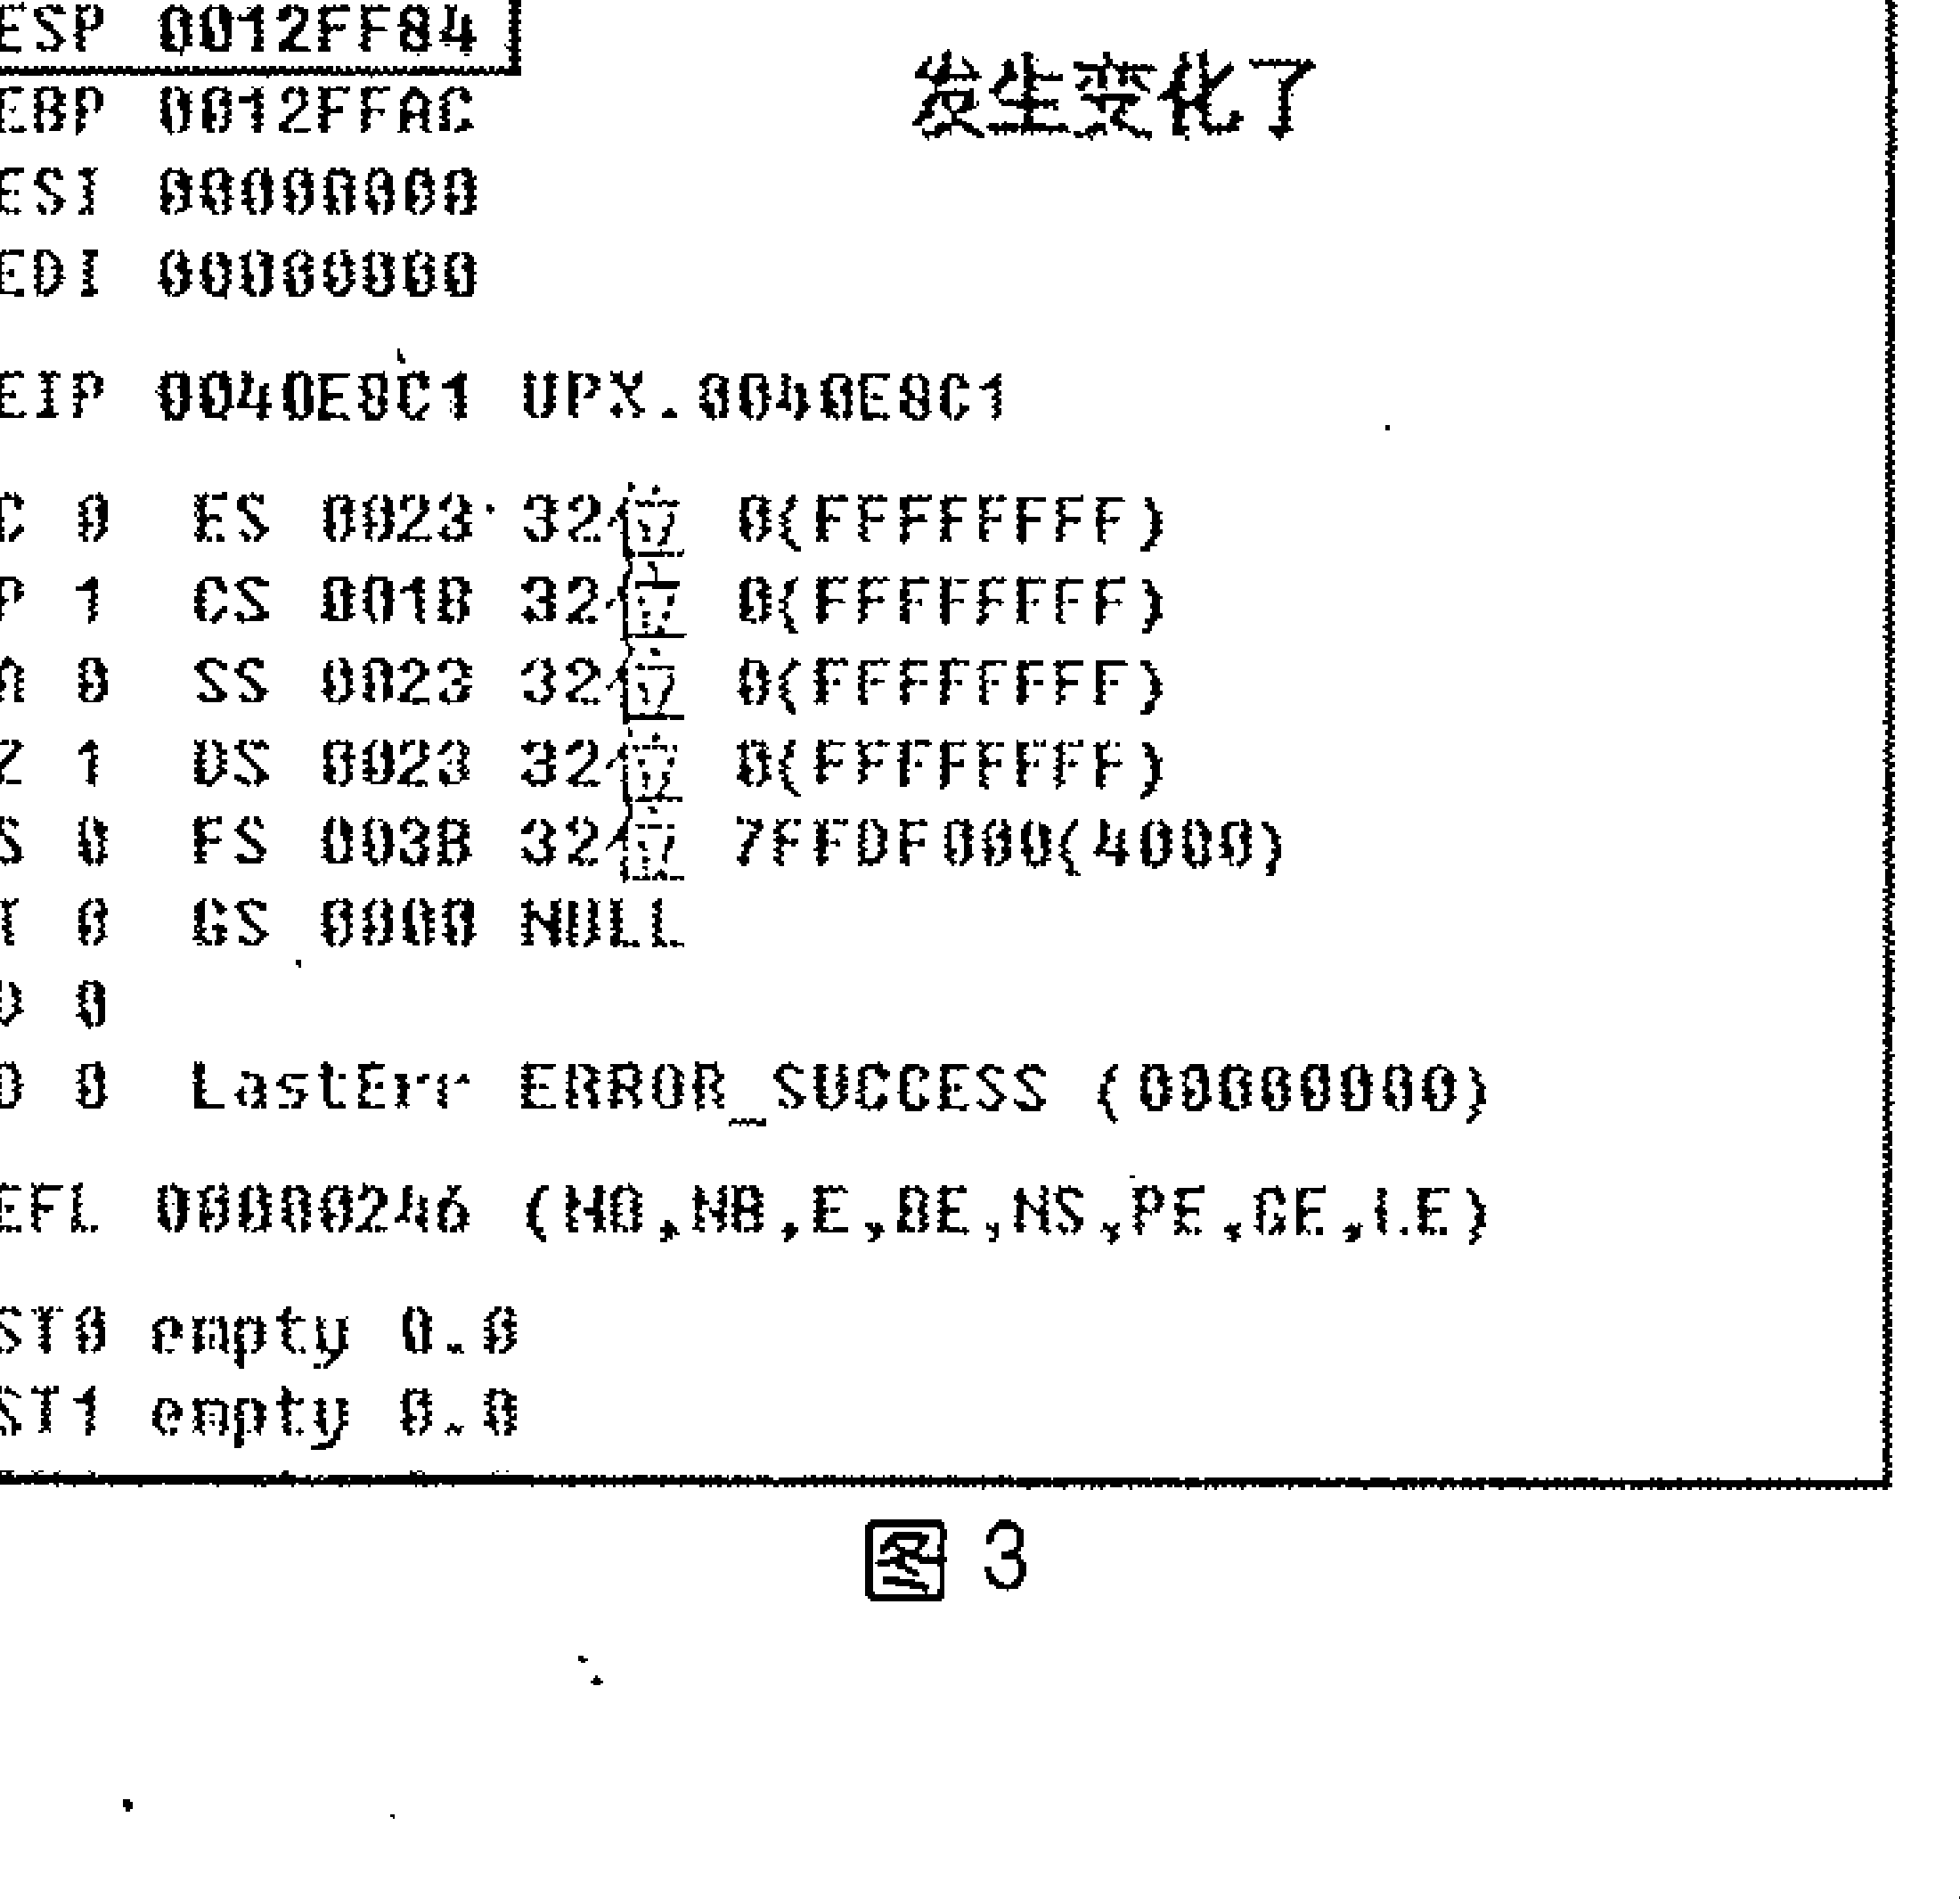 ESP 0012FF84
发生变化了
EBP 0012FFAC
ESI 00000000
EDI 00000000
EIP 0040E8C1 UPX.0040E8C1
C 0 ES 0023 32位 0(FFFFFFFF)
P 1 CS 001B 32位 0(FFFFFFFF)
A 0 SS 0023 32位 0(FFFFFFFF)
Z 1 DS 0023 32位 0(FFFFFFFF)
S 0 FS 003B 32位 7FFDF000(4000)
T 0 GS 0000 NULL
D 0
O 0 LastErr ERROR_SUCCESS (00000000)
EFL 00000246 (NO,NB,E,BE,NS,PE,GE,LE)
ST0 empty 0.0
ST1 empty 0.0
图 3